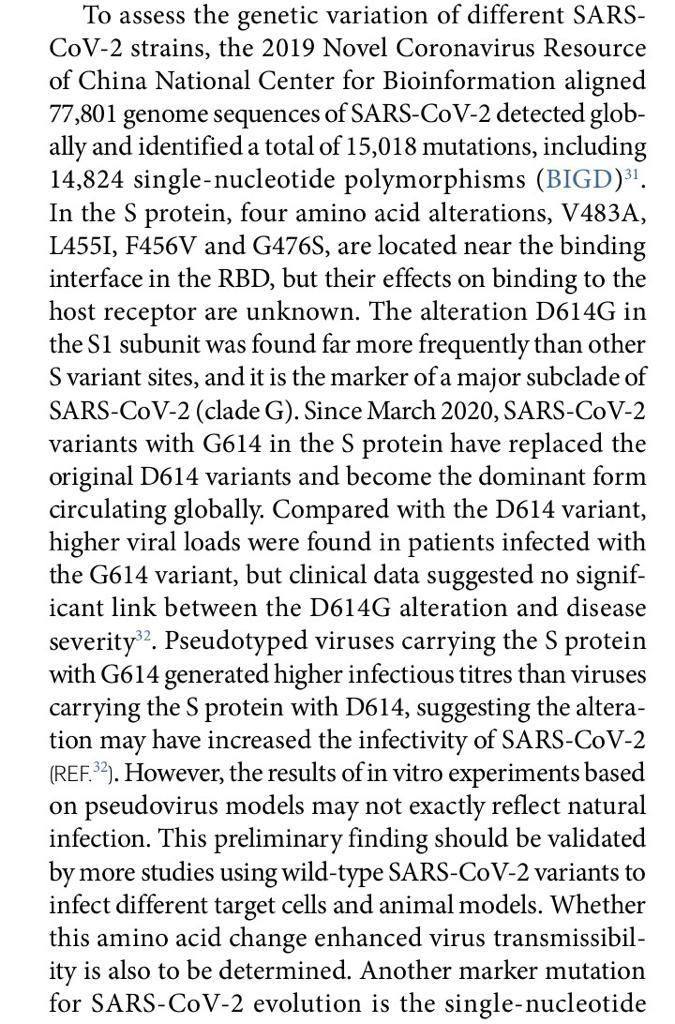 To assess the genetic variation of different SARS-
CoV-2 strains, the 2019 Novel Coronavirus Resource
of China National Center for Bioinformation aligned
77,801 genome sequences of SARS-CoV-2 detected glob-
ally and identified a total of 15,018 mutations, including
14,824 single-nucleotide polymorphisms (BIGD)31.
In the S protein, four amino acid alterations, V483A,
L455I, F456V and G476S, are located near the binding
interface in the RBD, but their effects on binding to the
host receptor are unknown. The alteration D614G in
the S1 subunit was found far more frequently than other
S variant sites, and it is the marker of a major subclade of
SARS-CoV-2 (clade G). Since March 2020, SARS-CoV-2
variants with G614 in the S protein have replaced the
original D614 variants and become the dominant form
circulating globally. Compared with the D614 variant,
higher viral loads were found in patients infected with
the G614 variant, but clinical data suggested no signif-
icant link between the D614G alteration and disease
severity32. Pseudotyped viruses carrying the S protein
with G614 generated higher infectious titres than viruses
carrying the S protein with D614, suggesting the altera-
tion may have increased the infectivity of SARS-CoV-2
(REF.32). However, the results of in vitro experiments based
on pseudovirus models may not exactly reflect natural
infection. This preliminary finding should be validated
by more studies using wild-type SARS-CoV-2 variants to
infect different target cells and animal models. Whether
this amino acid change enhanced virus transmissibil-
ity is also to be determined. Another marker mutation
for SARS-CoV-2 evolution is the single-nucleotide